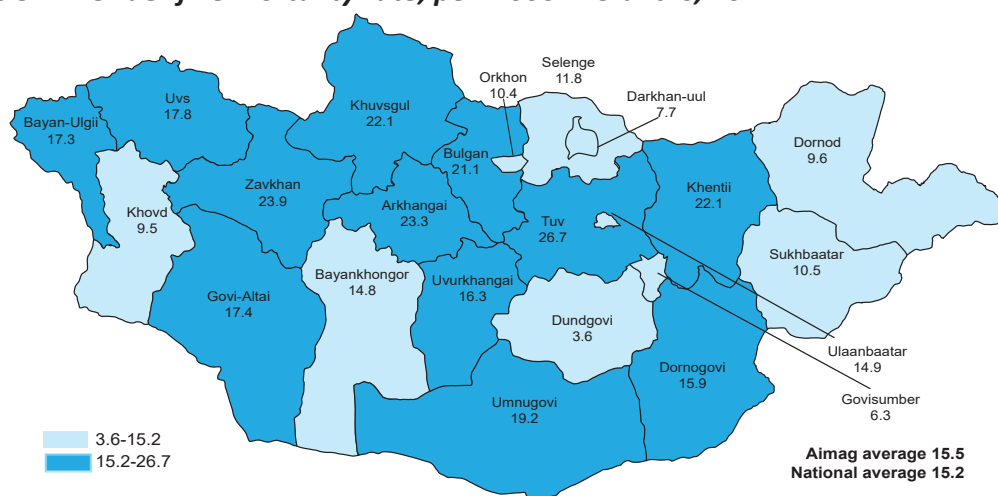 Selenge
11.8
Orkhon
10.4
Darkhan-uul
7.7
Uvs
17.8
Khuvsgul
22.1
Bayan-Ulgii
17.3
Dornod
9.6
Bulgan
21.1
Zavkhan
23.9
Khentii
22.1
Arkhangai
23.3
Khovd
9.5
Tuv
26.7
Sukhbaatar
10.5
Bayankhongor
14.8
Uvurkhangai
16.3
Govi-Altai
17.4
Dundgovi
3.6
Ulaanbaatar
14.9
Dornogovi
15.9
Govisumber
6.3
Umnugovi
19.2
3.6-15.2
15.2-26.7
Aimag average 15.5
National average 15.2